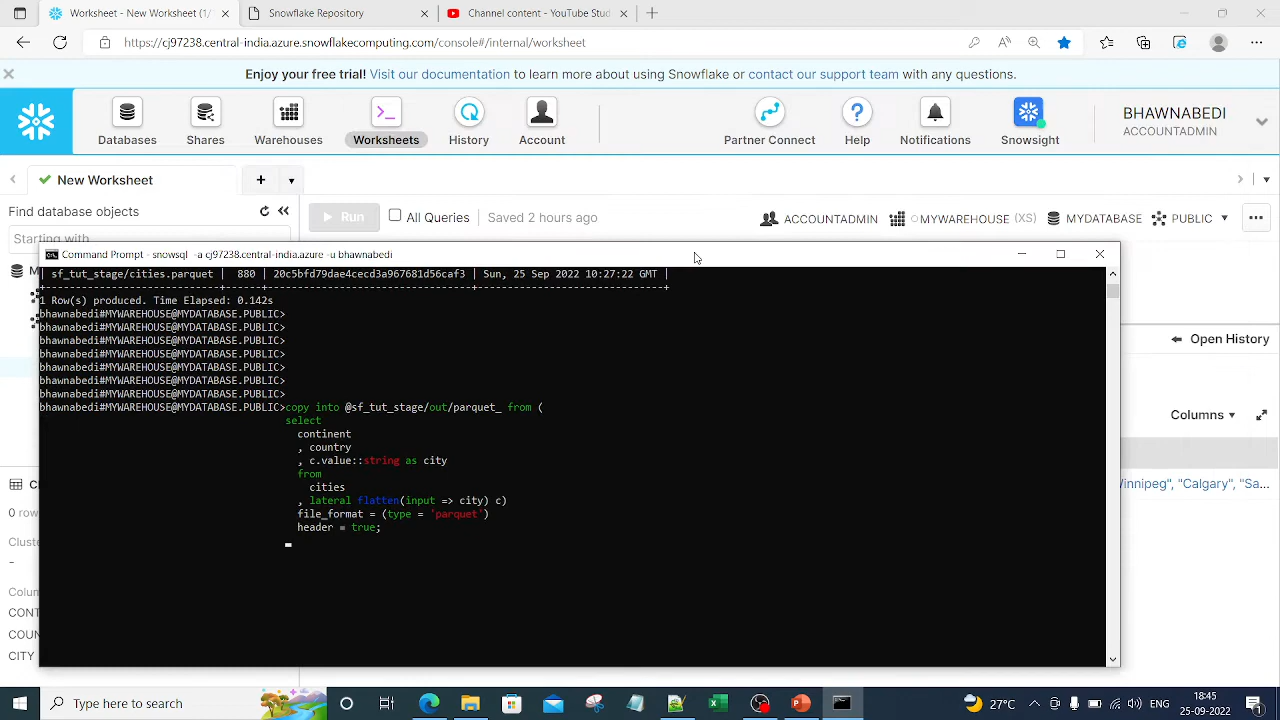 Worksheet - New Worksheet (1/
Snowflake Repository
Channel content - YouTube Stud
https://cj97238.central-india.azure.snowflakecomputing.com/console#/internal/worksheet
Enjoy your free trial! Visit our documentation to learn more about using Snowflake or contact our support team with any questions.
Databases
Shares
Warehouses
Worksheets
History
Account
Partner Connect
Help
Notifications
Snowsight
BHAWNABEDI
ACCOUNTADMIN
New Worksheet
Find database objects
Run
All Queries
Saved 2 hours ago
ACCOUNTADMIN
MYWAREHOUSE (XS)
MYDATABASE
PUBLIC
Starting with
Command Prompt - snowsql -a cj97238.central-india.azure -u bhawnabedi
| sf_tut_stage/cities.parquet | 880 | 20c5bfd79dae4cecd3a967681d56caf3 | Sun, 25 Sep 2022 10:27:22 GMT |
1 Row(s) produced. Time Elapsed: 0.142s
bhawnabedi#MYWAREHOUSE@MYDATABASE.PUBLIC>
bhawnabedi#MYWAREHOUSE@MYDATABASE.PUBLIC>
bhawnabedi#MYWAREHOUSE@MYDATABASE.PUBLIC>
bhawnabedi#MYWAREHOUSE@MYDATABASE.PUBLIC>
bhawnabedi#MYWAREHOUSE@MYDATABASE.PUBLIC>
bhawnabedi#MYWAREHOUSE@MYDATABASE.PUBLIC>
bhawnabedi#MYWAREHOUSE@MYDATABASE.PUBLIC>
bhawnabedi#MYWAREHOUSE@MYDATABASE.PUBLIC>copy into @sf_tut_stage/out/parquet_ from (
select
continent
, country
, c.value::string as city
from
cities
, lateral flatten(input => city) c)
file_format = (type = 'parquet')
header = true;
Open History
Columns
Winnipeg", "Calgary", "Sa...
C
0 row
Cluste
-
Colum
CONT
COUN
CITY
Type here to search
27°C
ENG
18:45
25-09-2022